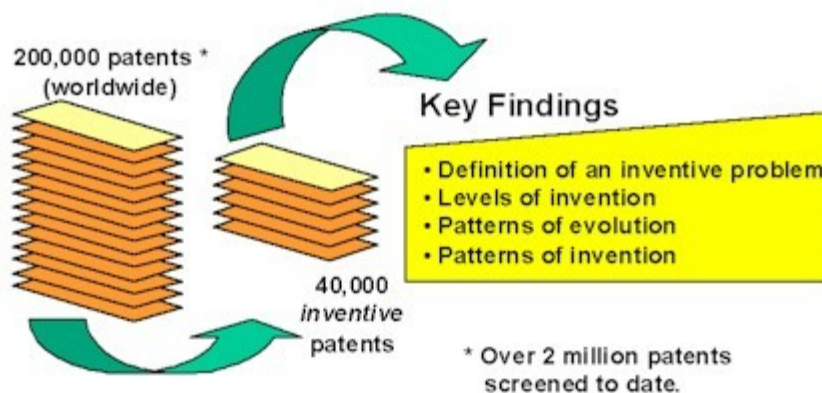 200,000 patents *
(worldwide)
Key Findings
• Definition of an inventive problem
• Levels of invention
• Patterns of evolution
• Patterns of invention
40,000
inventive
patents
* Over 2 million patents
screened to date.